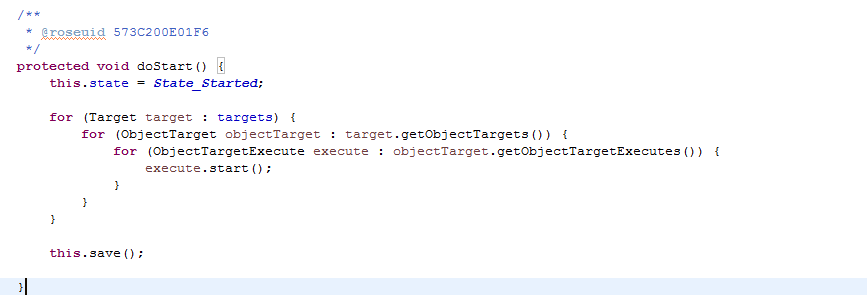 /**
 * @roseuid 573C200E01F6
 */
protected void doStart() {
    this.state = State_Started;
    for (Target target : targets) {
        for (ObjectTarget objectTarget : target.getObjectTargets()) {
            for (ObjectTargetExecute execute : objectTarget.getObjectTargetExecutes()) {
                execute.start();
            }
        }
    }
    this.save();
}